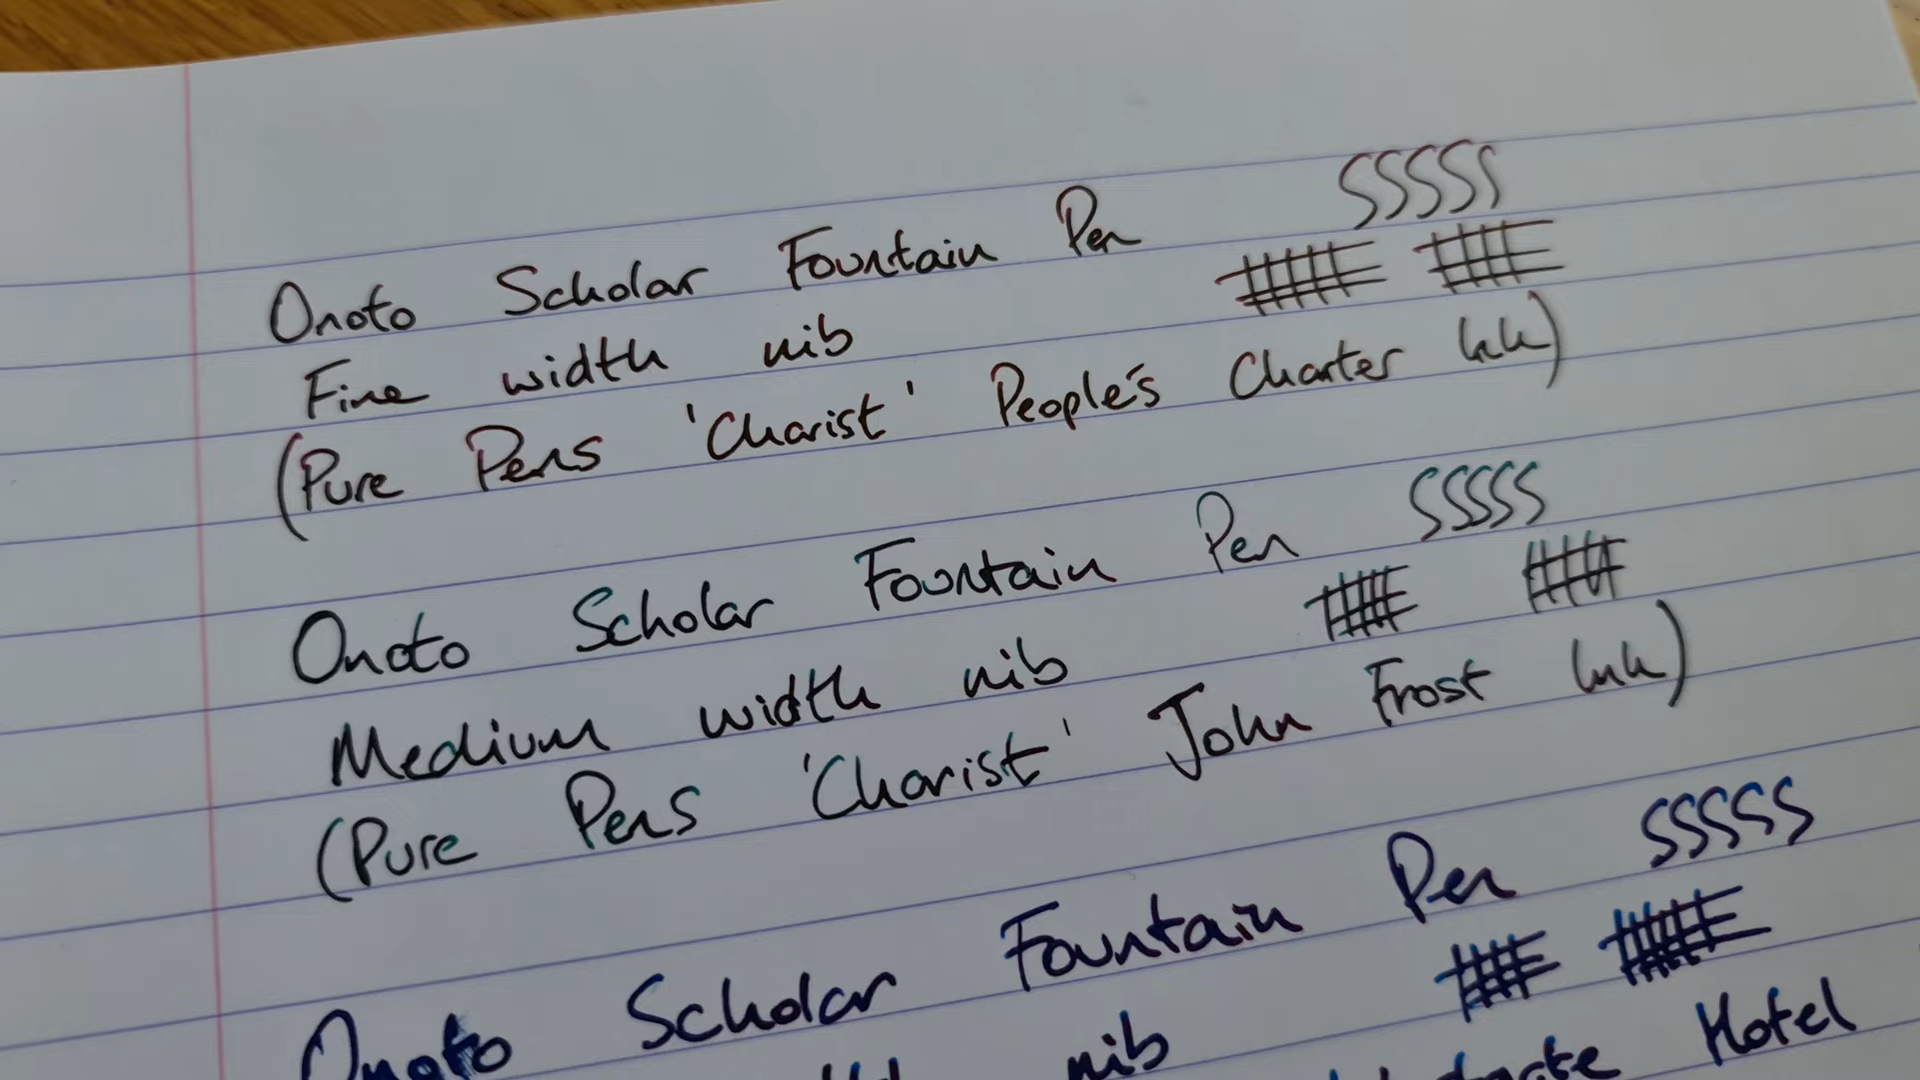 Onoto Scholar Fountain Pen SSSSS
Fine width nib
(Pure Pens 'Charist' People's Charter Ink)
Onoto Scholar Fountain Pen SSSSS
Medium width nib
(Pure Pens 'Charist' John Frost Ink)
Onoto Scholar Fountain Pen SSSSS
nib
Hotel